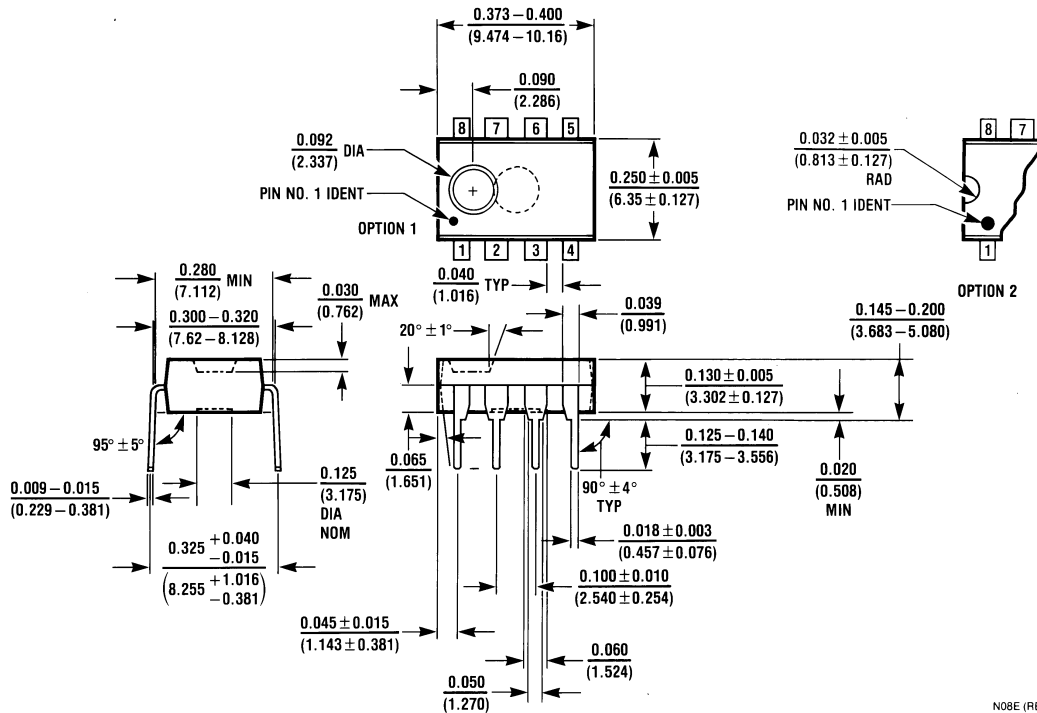 0.373 – 0.400
(9.474 – 10.16)
0.090
(2.286)
8 7 6 5
0.092 DIA
(2.337)
PIN NO. 1 IDENT
OPTION 1
+
0.250 ± 0.005
(6.35 ± 0.127)
1 2 3 4
8 7
0.032 ± 0.005
(0.813 ± 0.127)
RAD
PIN NO. 1 IDENT
1
OPTION 2
0.280 MIN
(7.112)
0.300 – 0.320
(7.62 – 8.128)
0.030 MAX
(0.762)
0.040 TYP
(1.016)
0.039
(0.991)
20° ± 1°
0.145 – 0.200
(3.683 – 5.080)
0.130 ± 0.005
(3.302 ± 0.127)
95° ± 5°
0.065
(1.651)
0.125 – 0.140
(3.175 – 3.556)
0.020
(0.508)
MIN
90° ± 4°
TYP
0.009 – 0.015
(0.229 – 0.381)
0.125
(3.175)
DIA
NOM
0.018 ± 0.003
(0.457 ± 0.076)
0.325 +0.040
–0.015
(8.255 +1.016
–0.381)
0.100 ± 0.010
(2.540 ± 0.254)
0.045 ± 0.015
(1.143 ± 0.381)
0.060
(1.524)
0.050
(1.270)
N08E